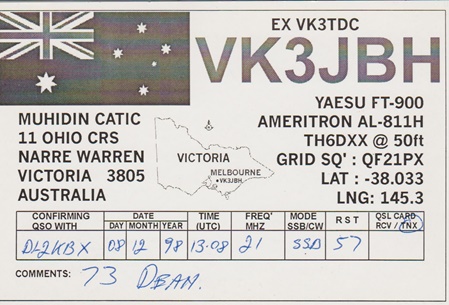 EX VK3TDC
VK3JBH
YAESU FT-900
AMERITRON AL-811H
TH6DXX @ 50ft
GRID SQ' : QF21PX
LAT : -38.033
LNG: 145.3
MUHIDIN CATIC
11 OHIO CRS
NARRE WARREN
VICTORIA 3805
AUSTRALIA
VICTORIA
MELBOURNE
VK3JBH
CONFIRMING QSO WITH DATE DAY MONTH YEAR TIME (UTC) FREQ' MHZ MODE SSB/CW R S T QSL CARD RCV / TNX
DL2KBX 08 12 98 13:08 21 SSB 57
COMMENTS: 73